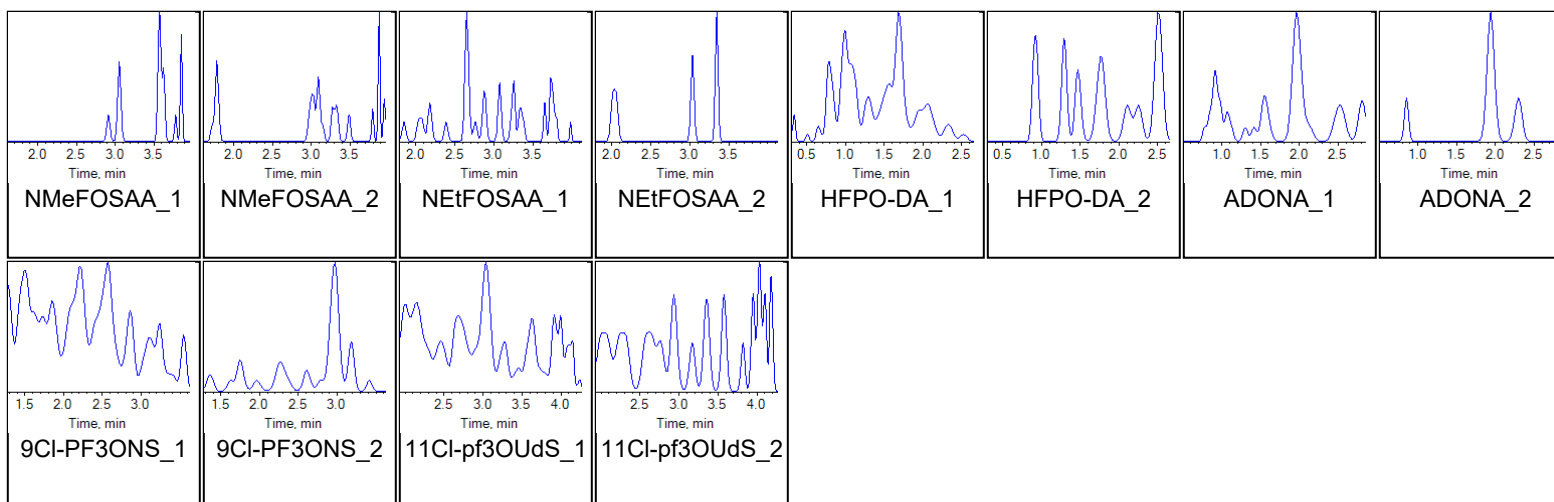 2.0 2.5 3.0 3.5 2.0 2.5 3.0 3.5 2.0 2.5 3.0 3.5 2.0 2.5 3.0 3.5 0.5 1.0 1.5 2.0 2.5 0.5 1.0 1.5 2.0 2.5 1.0 1.5 2.0 2.5 1.0 1.5 2.0 2.5
Time, min Time, min Time, min Time, min Time, min Time, min Time, min Time, min
NMeFOSAA_1 NMeFOSAA_2 NEtFOSAA_1 NEtFOSAA_2 HFPO-DA_1 HFPO-DA_2 ADONA_1 ADONA_2
1.5 2.0 2.5 3.0 1.5 2.0 2.5 3.0 2.5 3.0 3.5 4.0 2.5 3.0 3.5 4.0
Time, min Time, min Time, min Time, min
9Cl-PF3ONS_1 9Cl-PF3ONS_2 11Cl-pf3OUdS_1 11Cl-pf3OUdS_2